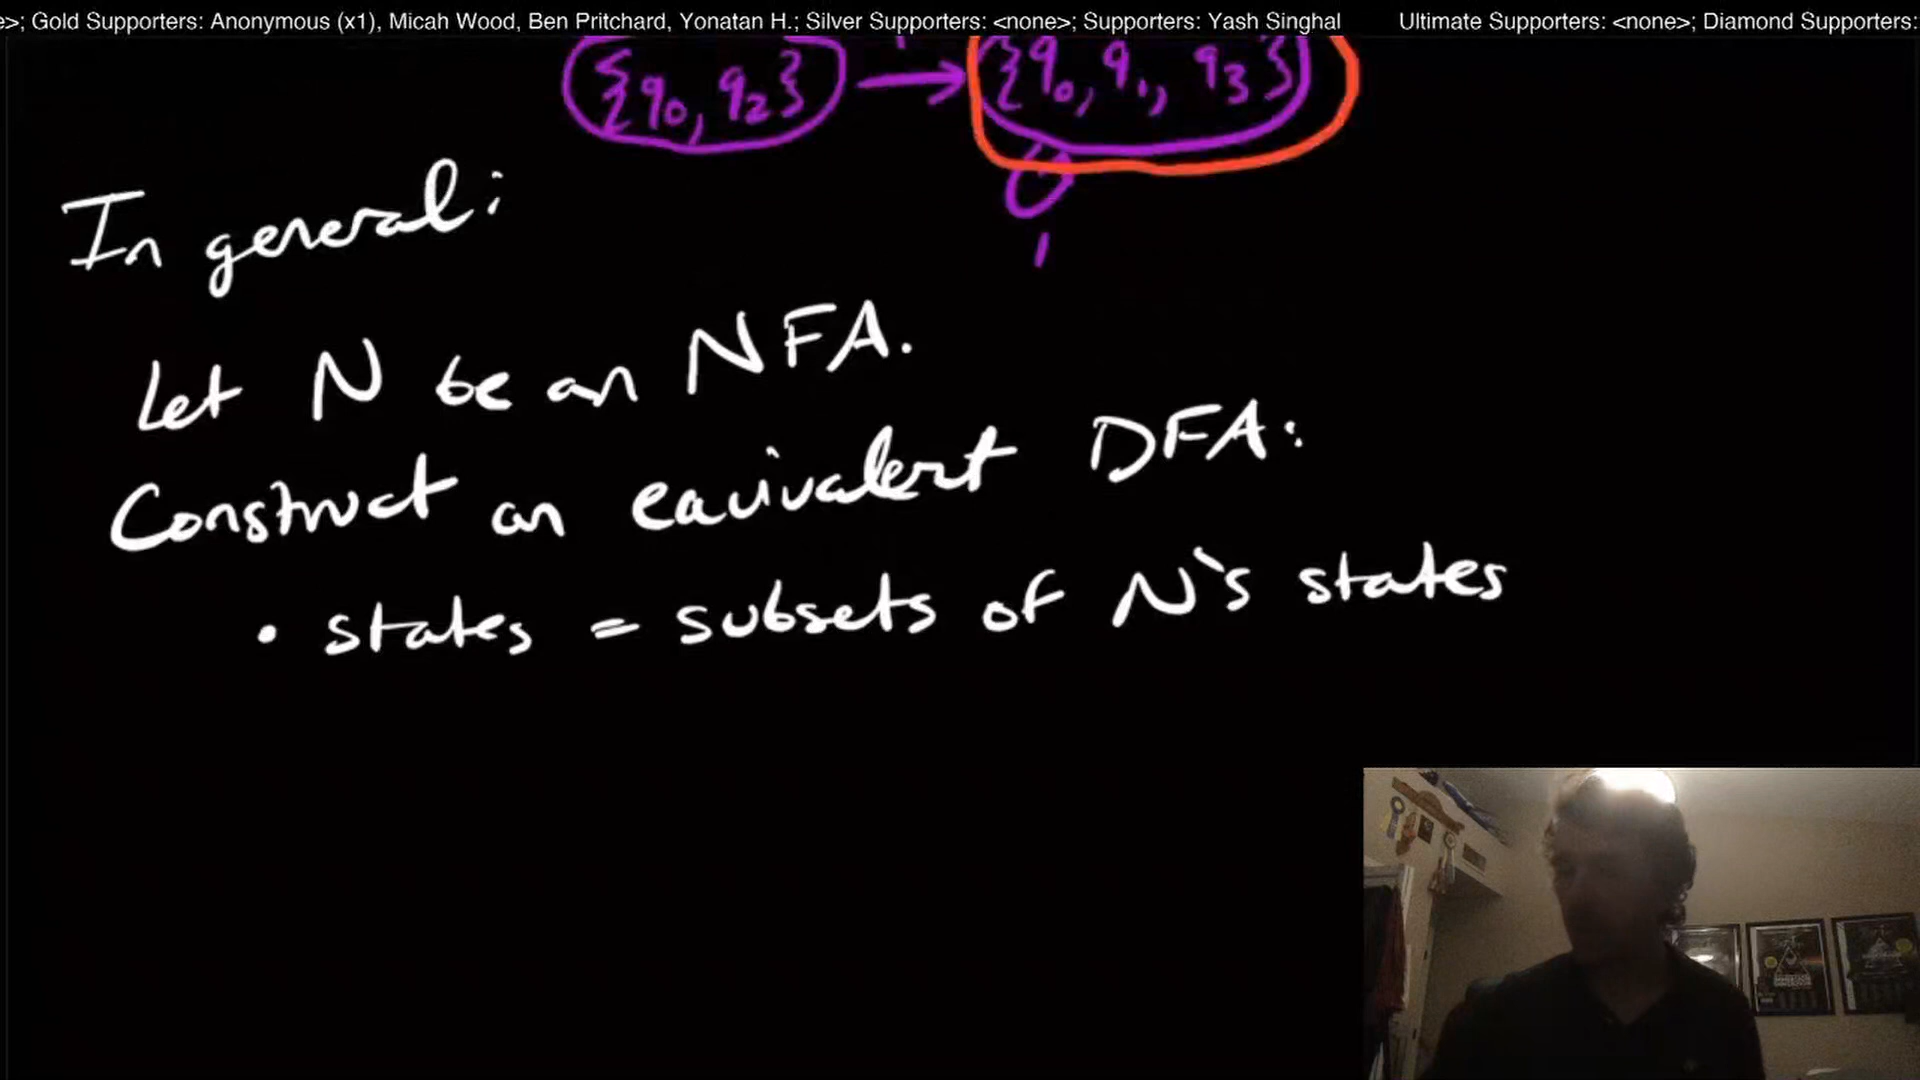 e>; Gold Supporters: Anonymous (x1), Micah Wood, Ben Pritchard, Yonatan H.; Silver Supporters: <none>; Supporters: Yash Singhal Ultimate Supporters: <none>; Diamond Supporters:
{q0, q2} → {q0, q1, q3}
1
In general:
Let N be an NFA.
Construct an equivalent DFA:
• states = subsets of N's states